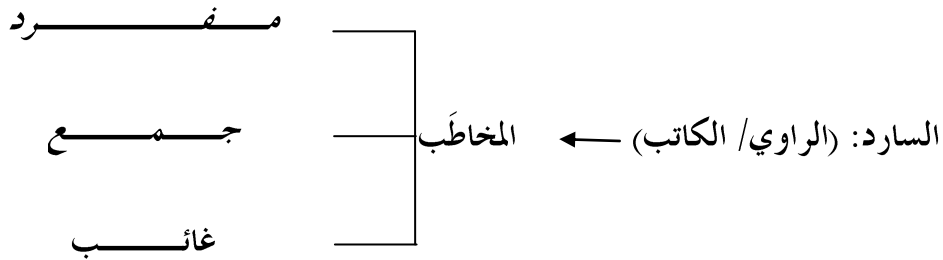 مفرد
السارد: (الراوي/ الكاتب) المخاطَب جمع
غائب